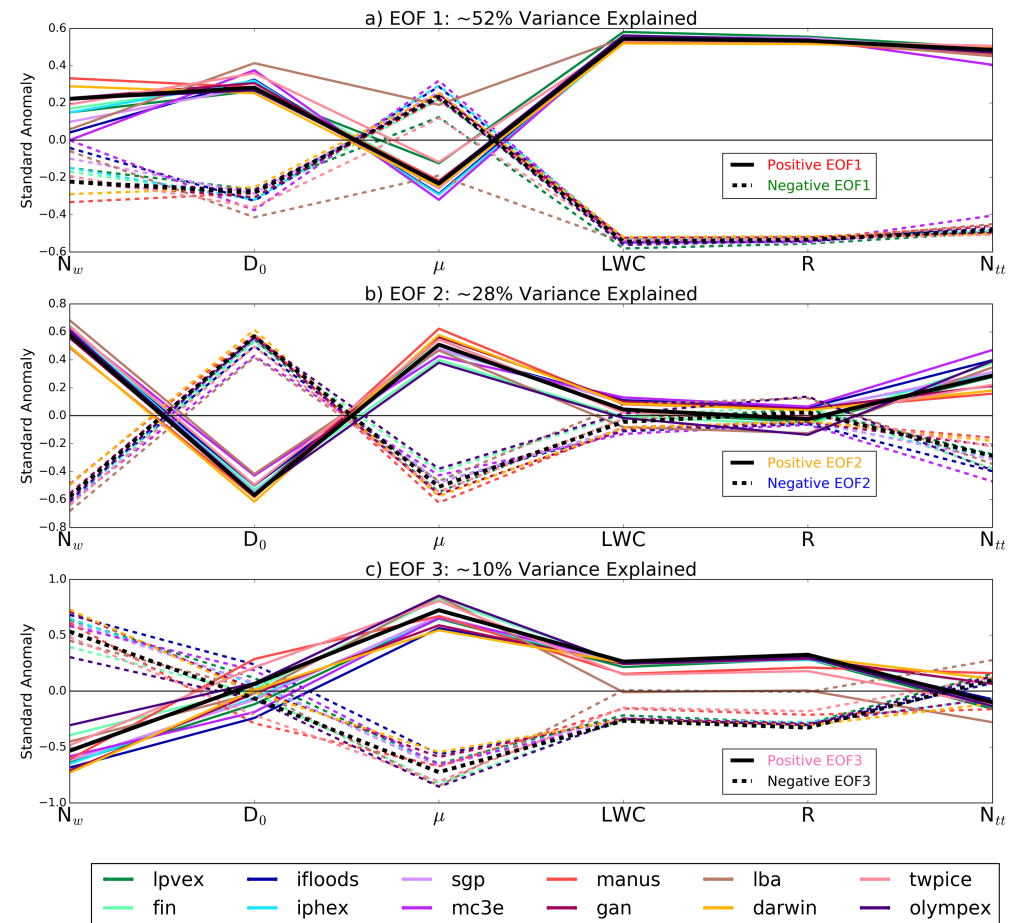 a) EOF 1: ~52% Variance Explained
0.6
0.4
0.2
0.0
−0.2
−0.4
−0.6
Standard Anomaly
Positive EOF1
Negative EOF1
N_w D_0 μ LWC R N_tt
b) EOF 2: ~28% Variance Explained
0.8
0.6
0.4
0.2
0.0
−0.2
−0.4
−0.6
−0.8
Standard Anomaly
Positive EOF2
Negative EOF2
N_w D_0 μ LWC R N_tt
c) EOF 3: ~10% Variance Explained
1.0
0.5
0.0
−0.5
−1.0
Standard Anomaly
Positive EOF3
Negative EOF3
N_w D_0 μ LWC R N_tt
lpvex ifloods sgp manus lba twpice
fin iphex mc3e gan darwin olympex